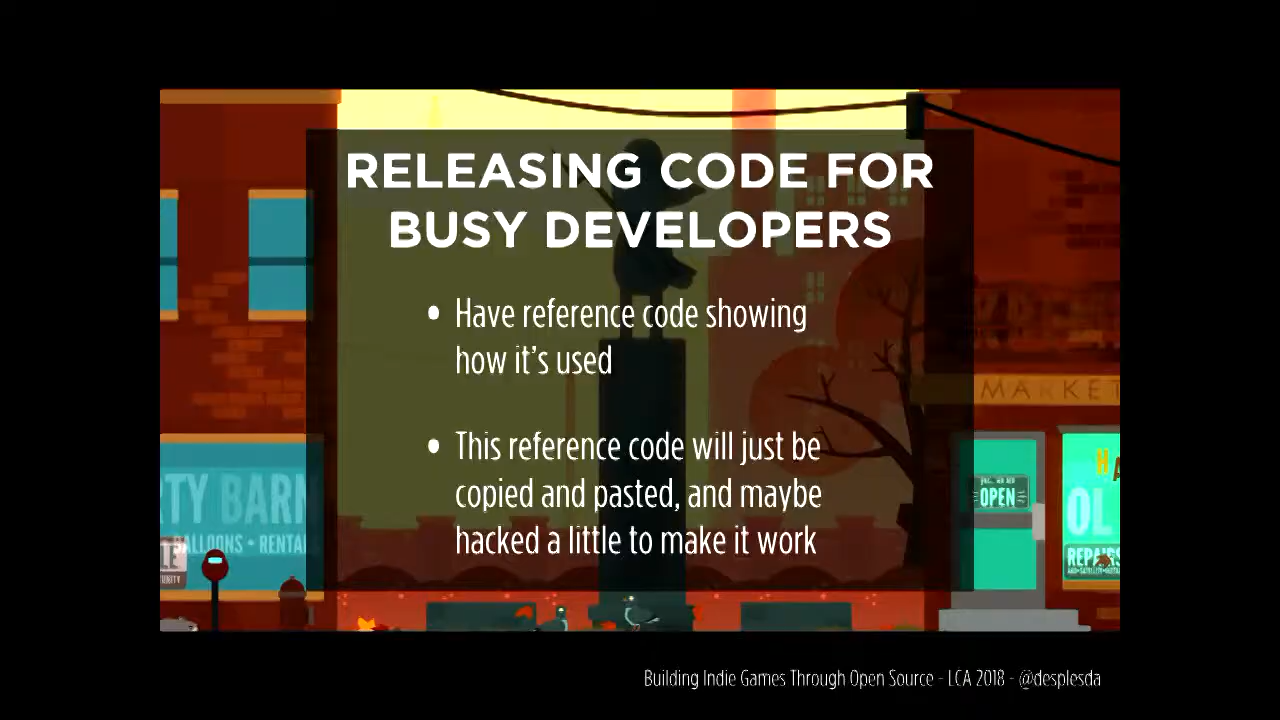 RELEASING CODE FOR
BUSY DEVELOPERS
• Have reference code showing
how it's used
• This reference code will just be
copied and pasted, and maybe
hacked a little to make it work
MARKET
RTY BARN
BALLOONS • RENTAL
OPEN
OL
REPAIRS
Building Indie Games Through Open Source - LCA 2018 - @desplesda